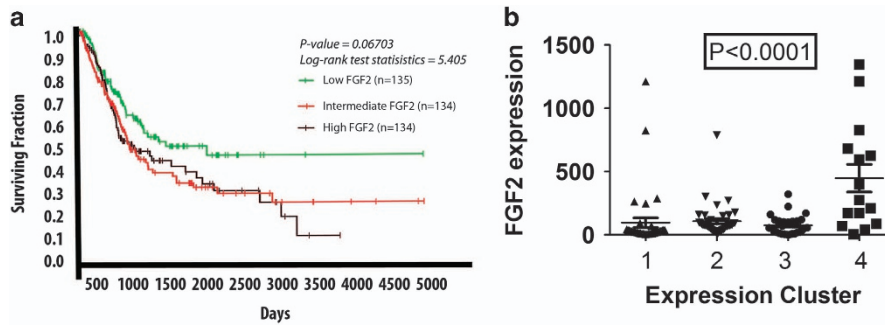 a
P-value = 0.06703
Log-rank test statisistics = 5.405
Low FGF2 (n=135)
Intermediate FGF2 (n=134)
High FGF2 (n=134)
Surviving Fraction
1.0
0.9
0.8
0.7
0.6
0.5
0.4
0.3
0.2
0.1
0.0
500 1000 1500 2000 2500 3000 3500 4000 4500 5000
Days
b
P<0.0001
FGF2 expression
1500
1000
500
0
1 2 3 4
Expression Cluster